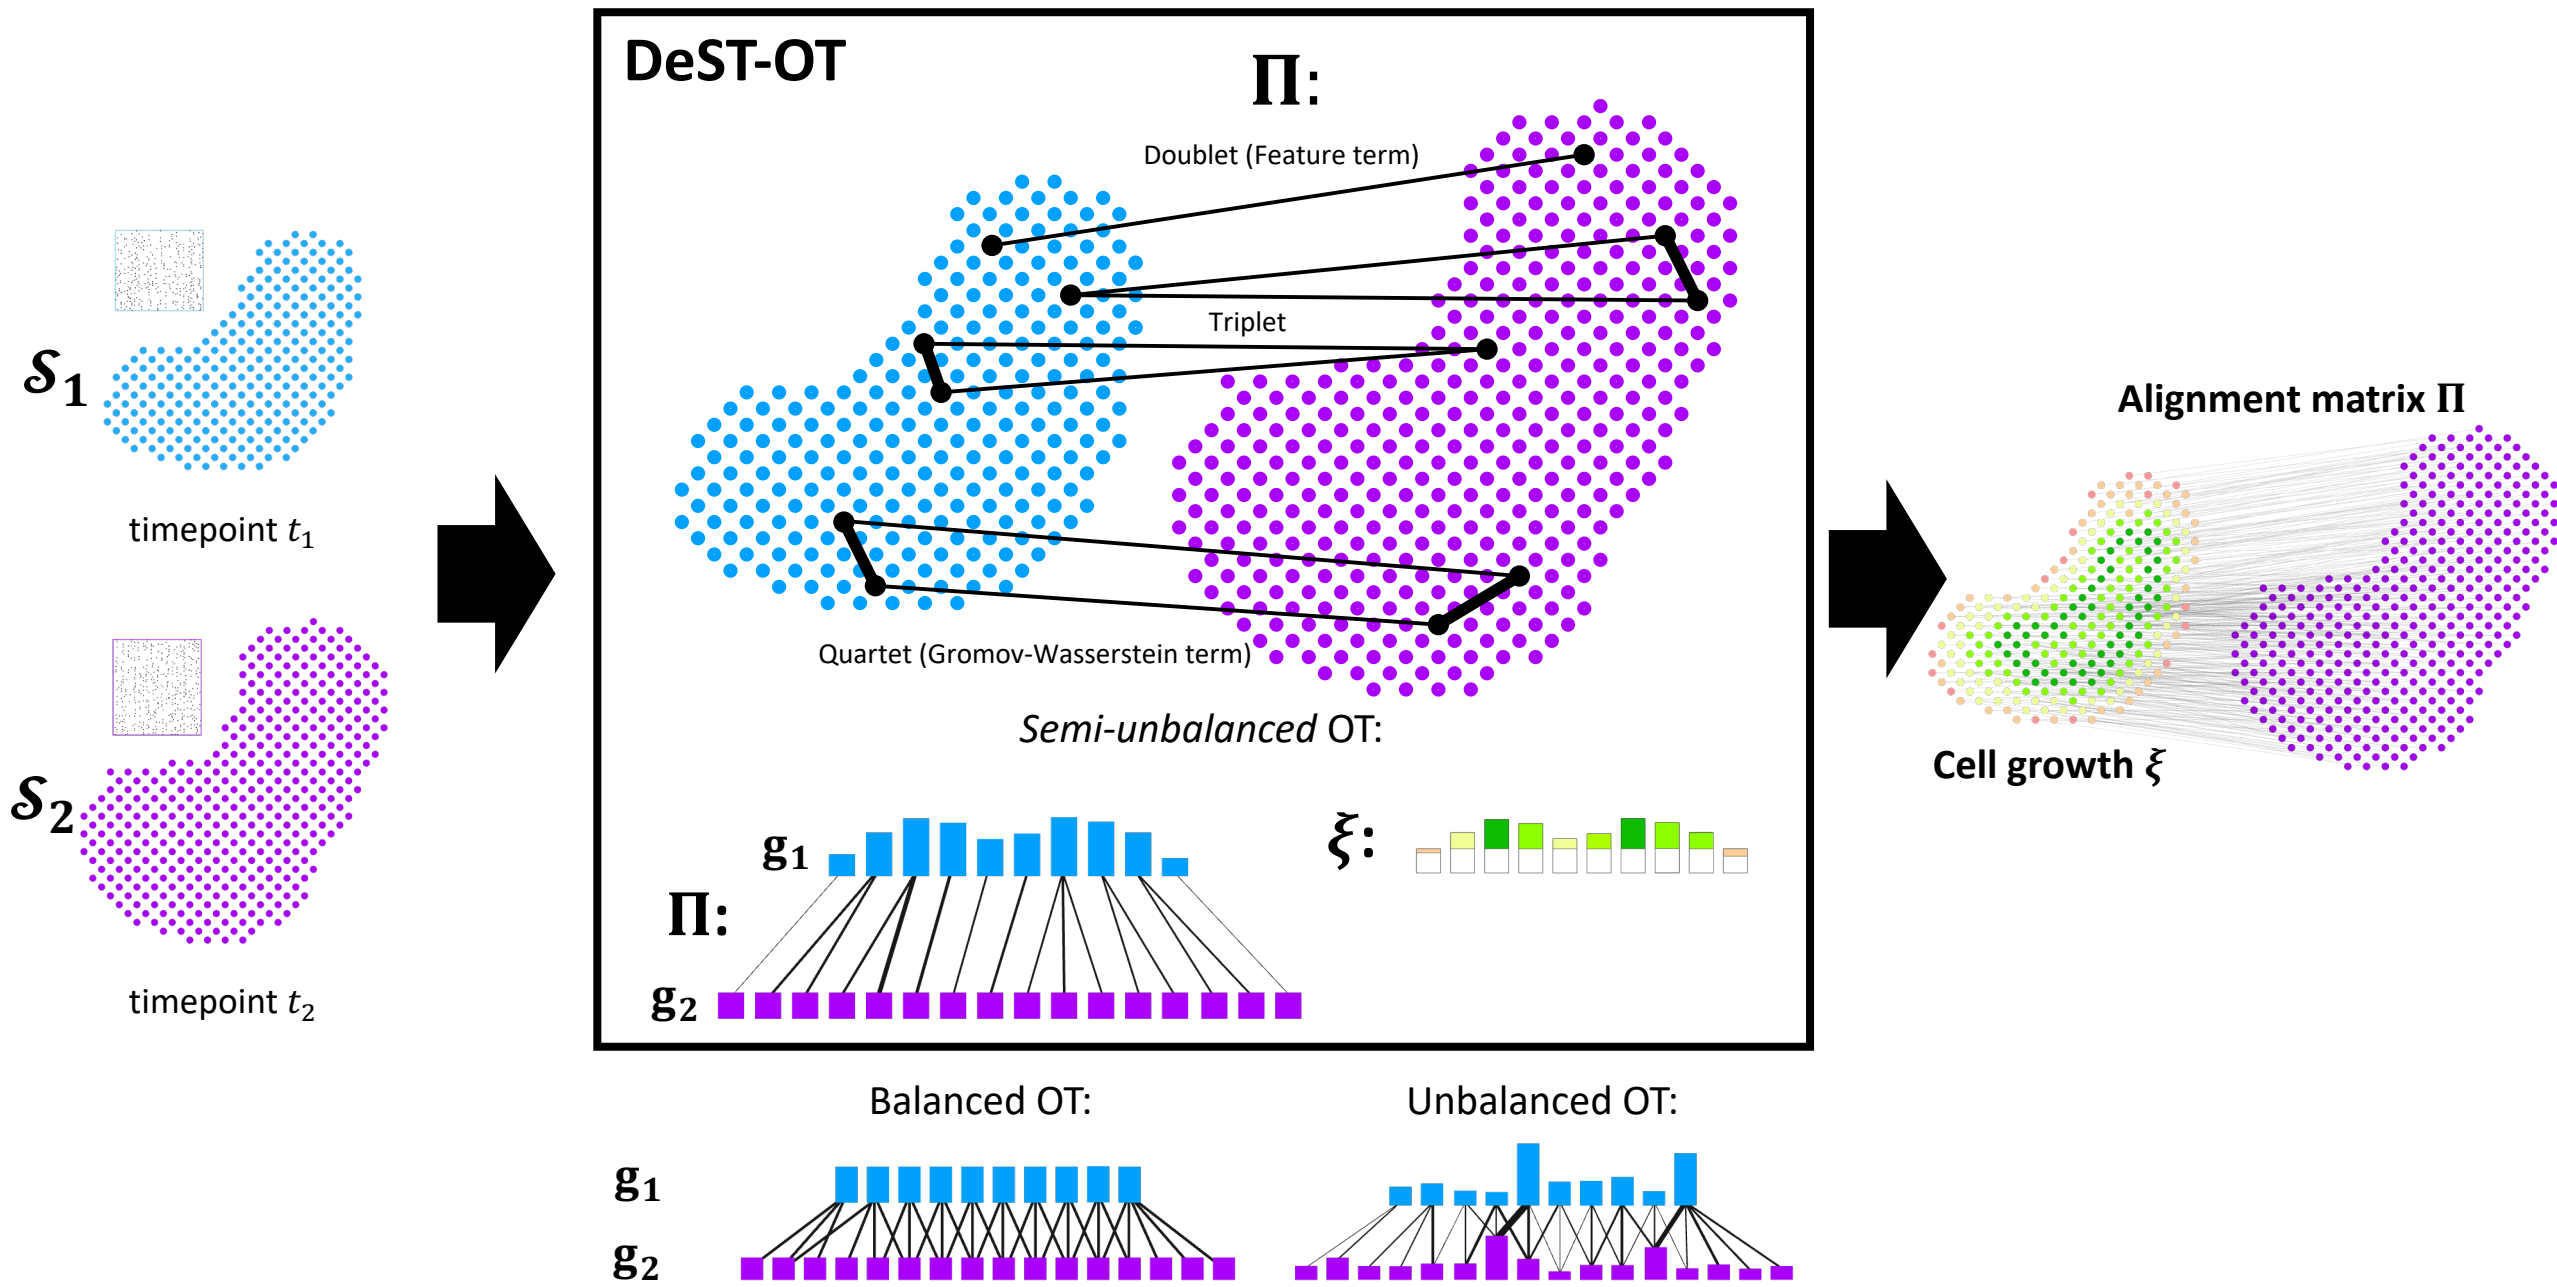 𝒮₁
timepoint t₁
𝒮₂
timepoint t₂
DeST-OT
Π:
Doublet (Feature term)
Triplet
Quartet (Gromov-Wasserstein term)
Semi-unbalanced OT:
g₁
Π:
g₂
ξ:
Alignment matrix Π
Cell growth ξ
Balanced OT:
g₁
g₂
Unbalanced OT: